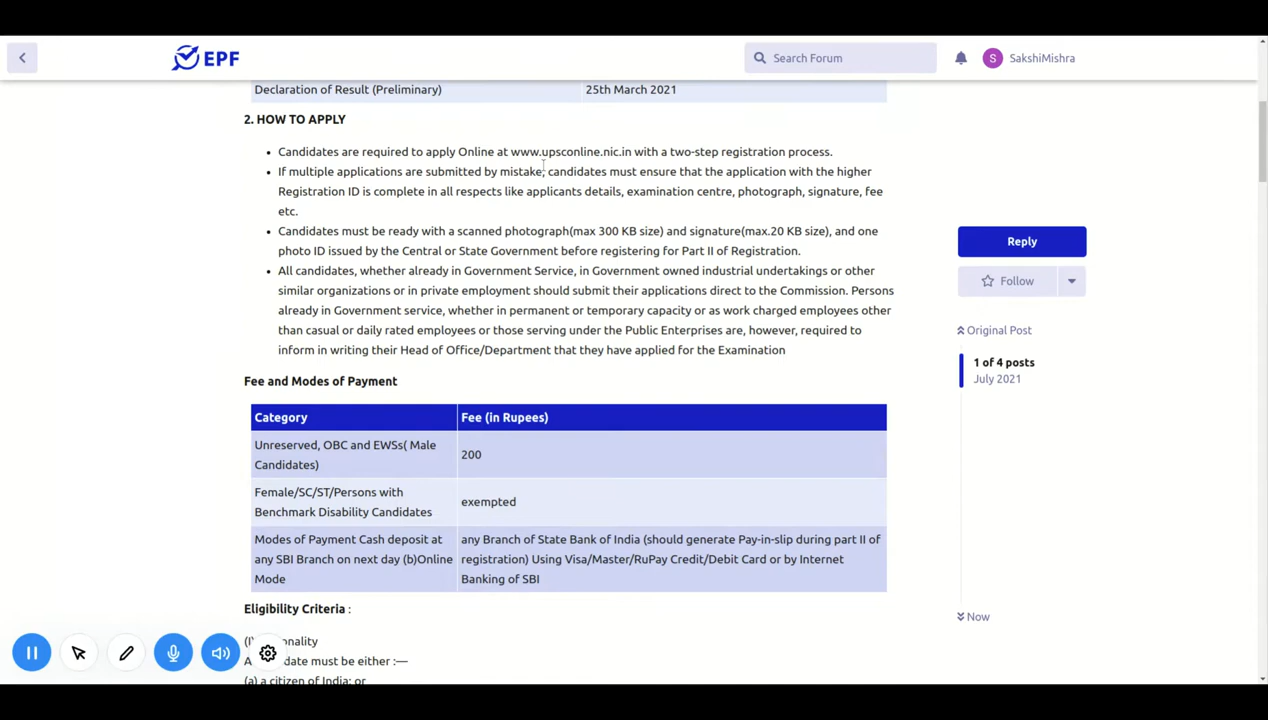 EPF
Search Forum
S
SakshiMishra
Declaration of Result (Preliminary) 25th March 2021
2. HOW TO APPLY
Candidates are required to apply Online at www.upsconline.nic.in with a two-step registration process.
If multiple applications are submitted by mistake, candidates must ensure that the application with the higher
Registration ID is complete in all respects like applicants details, examination centre, photograph, signature, fee
etc.
Candidates must be ready with a scanned photograph(max 300 KB size) and signature(max.20 KB size), and one
photo ID issued by the Central or State Government before registering for Part II of Registration.
All candidates, whether already in Government Service, in Government owned industrial undertakings or other
similar organizations or in private employment should submit their applications direct to the Commission. Persons
already in Government service, whether in permanent or temporary capacity or as work charged employees other
than casual or daily rated employees or those serving under the Public Enterprises are, however, required to
inform in writing their Head of Office/Department that they have applied for the Examination
Reply
Follow
Original Post
1 of 4 posts
July 2021
Now
Fee and Modes of Payment
Category Fee (in Rupees)
Unreserved, OBC and EWSs( Male
Candidates)
200
Female/SC/ST/Persons with
Benchmark Disability Candidates
exempted
Modes of Payment Cash deposit at
any SBI Branch on next day (b)Online
Mode
any Branch of State Bank of India (should generate Pay-in-slip during part II of
registration) Using Visa/Master/RuPay Credit/Debit Card or by Internet
Banking of SBI
Eligibility Criteria :
(I) onality
A date must be either :—
(a) a citizen of India; or